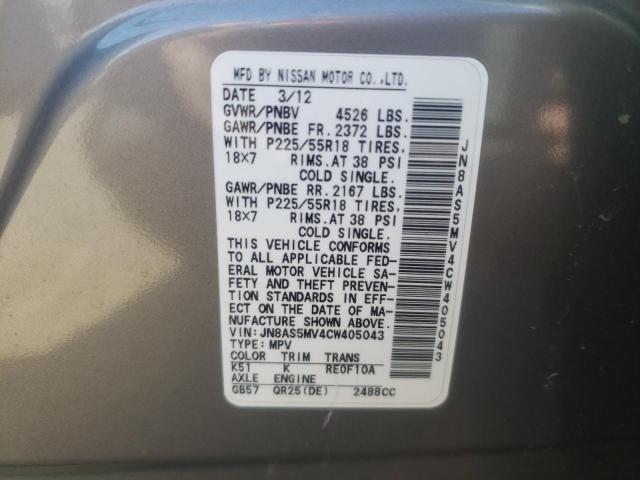 MFD BY NISSAN MOTOR CO.,LTD.
DATE 3/12
GVWR/PNBV 4526 LBS.
GAWR/PNBE FR. 2372 LBS.
WITH P225/55R18 TIRES,
18X7 RIMS.AT 38 PSI
COLD SINGLE.
GAWR/PNBE RR. 2167 LBS.
WITH P225/55R18 TIRES,
18X7 RIMS.AT 38 PSI
COLD SINGLE.
THIS VEHICLE CONFORMS
TO ALL APPLICABLE FED-
ERAL MOTOR VEHICLE SA-
FETY AND THEFT PREVEN-
TION STANDARDS IN EFF-
ECT ON THE DATE OF MA-
NUFACTURE SHOWN ABOVE.
VIN: JN8AS5MV4CW405043
TYPE: MPV
COLOR TRIM TRANS
K51 K RE0F10A
AXLE ENGINE
GB57 QR25(DE) 2488CC
JN8AS5MV4CW405043